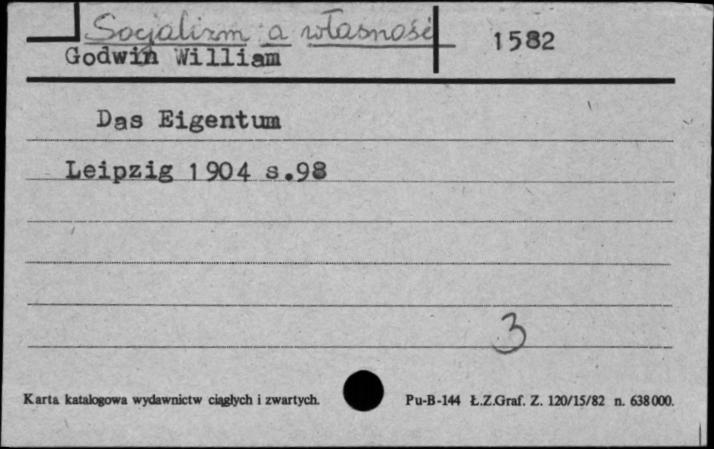 Socjalizm a własność
1582
Godwin William
Das Eigentum
Leipzig 1904 s.98
3
Karta katalogowa wydawnictw ciągłych i zwartych.
Pu-B-144 Ł.Z.Graf. Z. 120/15/82 n. 638000.